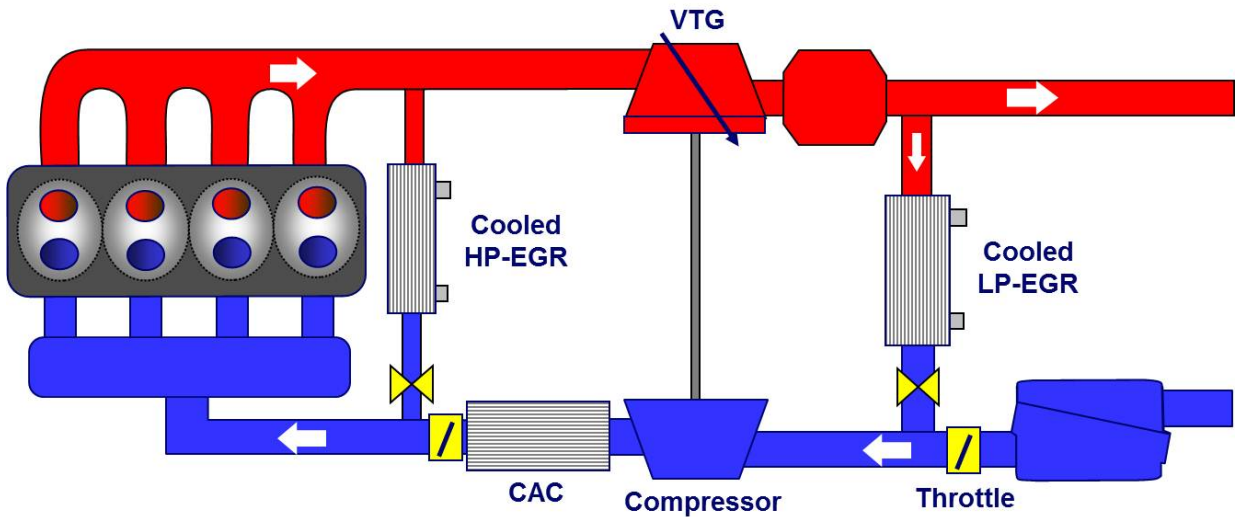 VTG
Cooled
HP-EGR
Cooled
LP-EGR
CAC
Compressor
Throttle